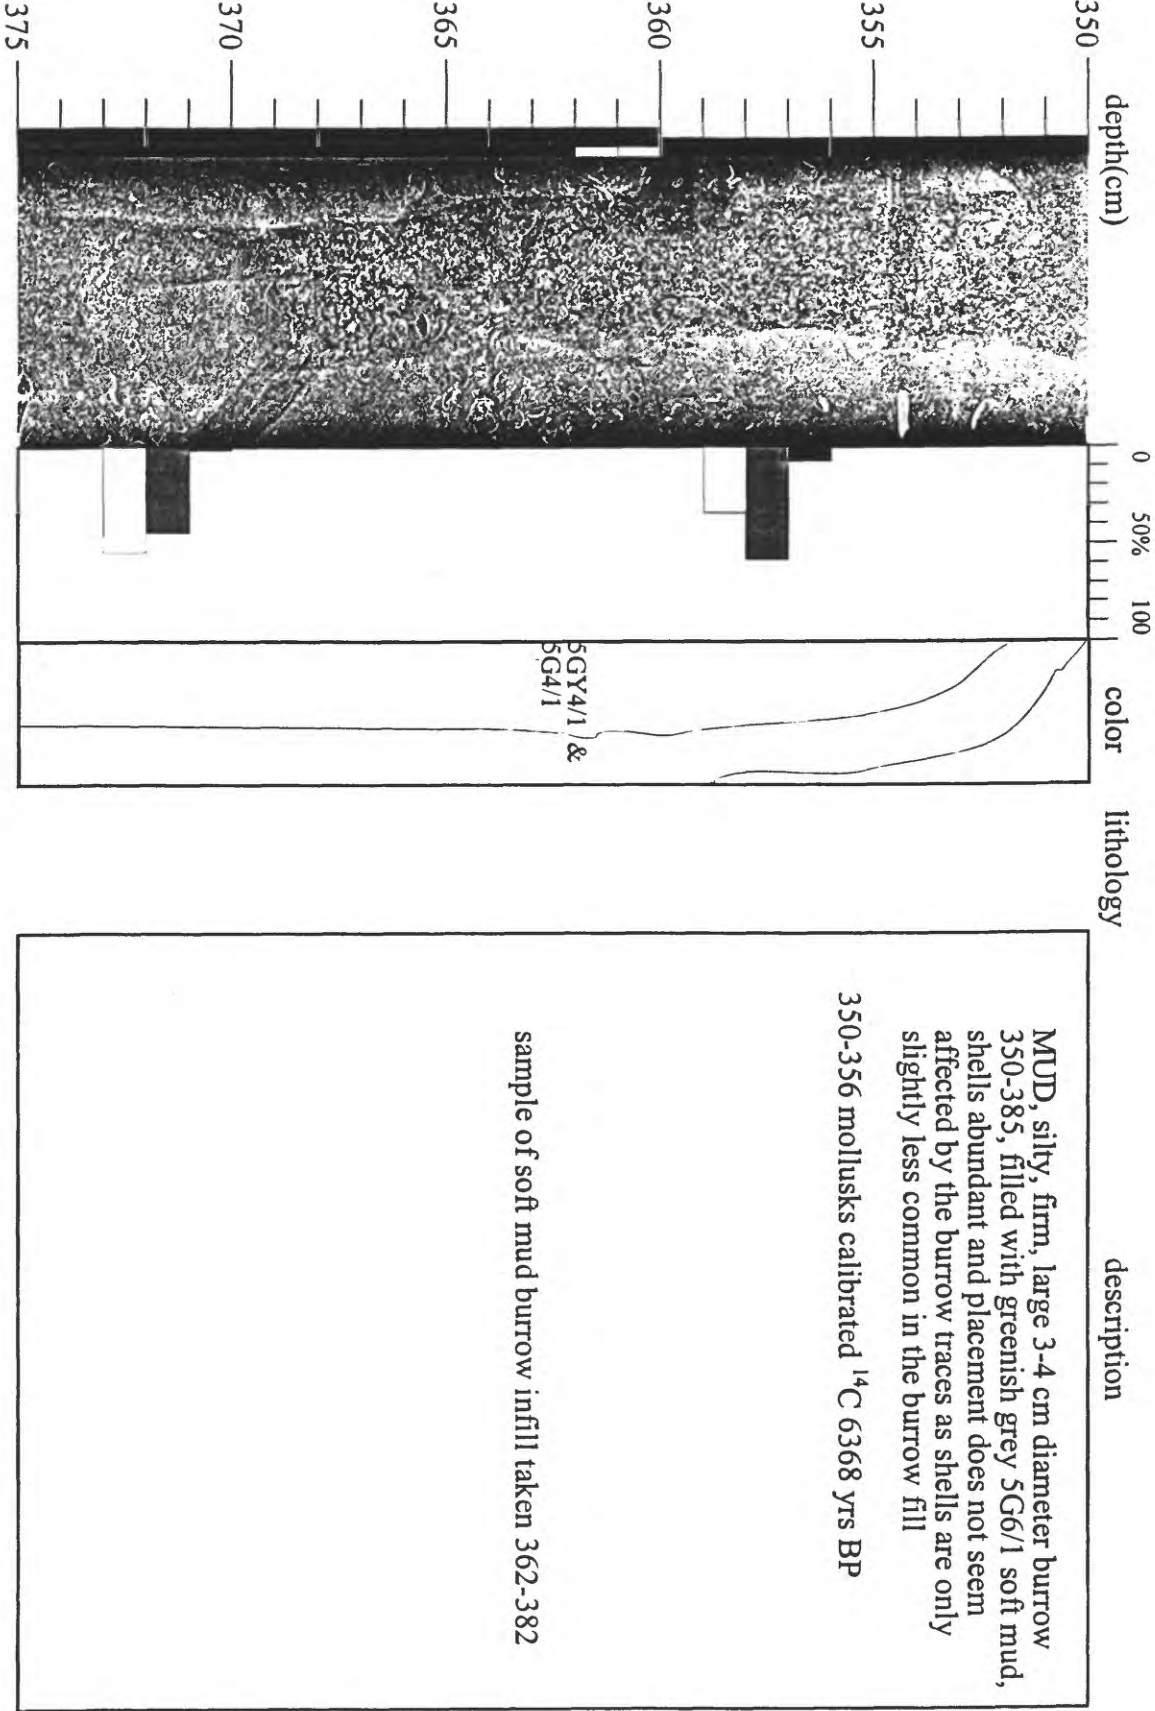 depth(cm)
0 50% 100
color
lithology
description
350
355
360
365
370
375
5GY4/1 &
5G4/1
MUD, silty, firm, large 3-4 cm diameter burrow
350-385, filled with greenish grey 5G6/1 soft mud,
shells abundant and placement does not seem
affected by the burrow traces as shells are only
slightly less common in the burrow fill
350-356 mollusks calibrated ¹⁴C 6368 yrs BP
sample of soft mud burrow infill taken 362-382